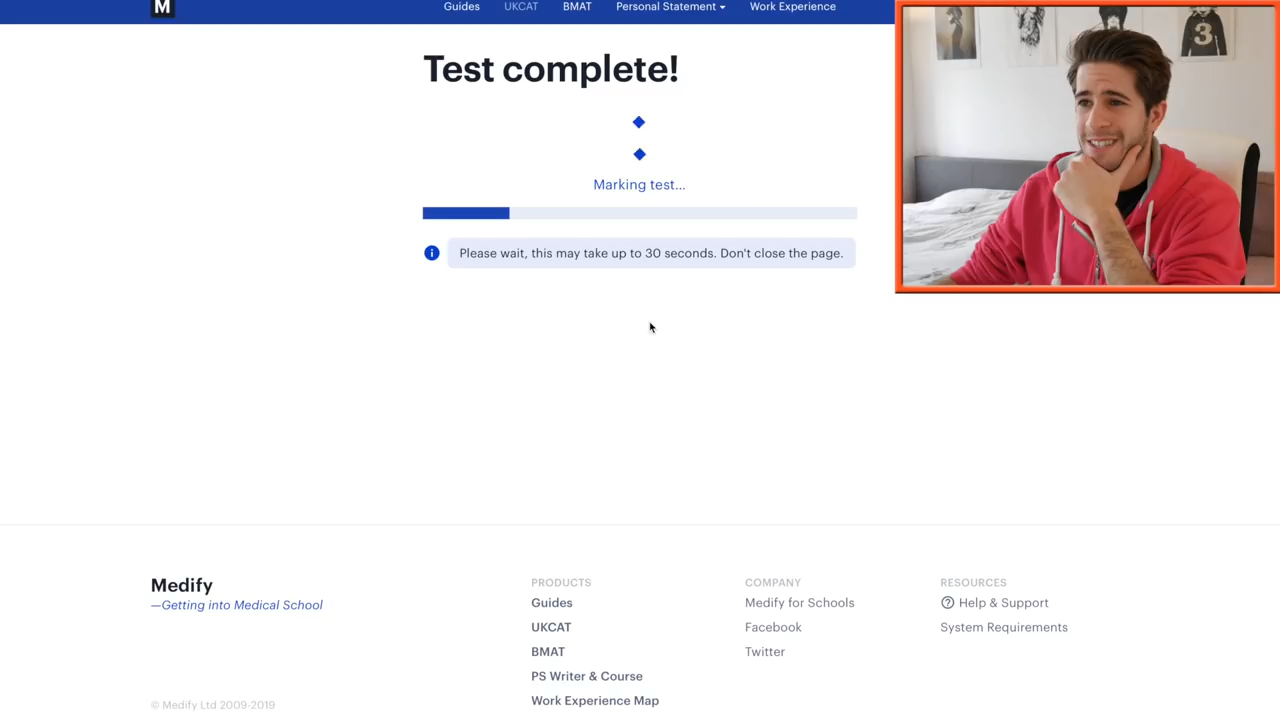 M
Guides UKCAT BMAT Personal Statement Work Experience
Test complete!
Marking test...
Please wait, this may take up to 30 seconds. Don't close the page.
3
Medify
—Getting into Medical School
© Medify Ltd 2009-2019
PRODUCTS
Guides
UKCAT
BMAT
PS Writer & Course
Work Experience Map
COMPANY
Medify for Schools
Facebook
Twitter
RESOURCES
Help & Support
System Requirements